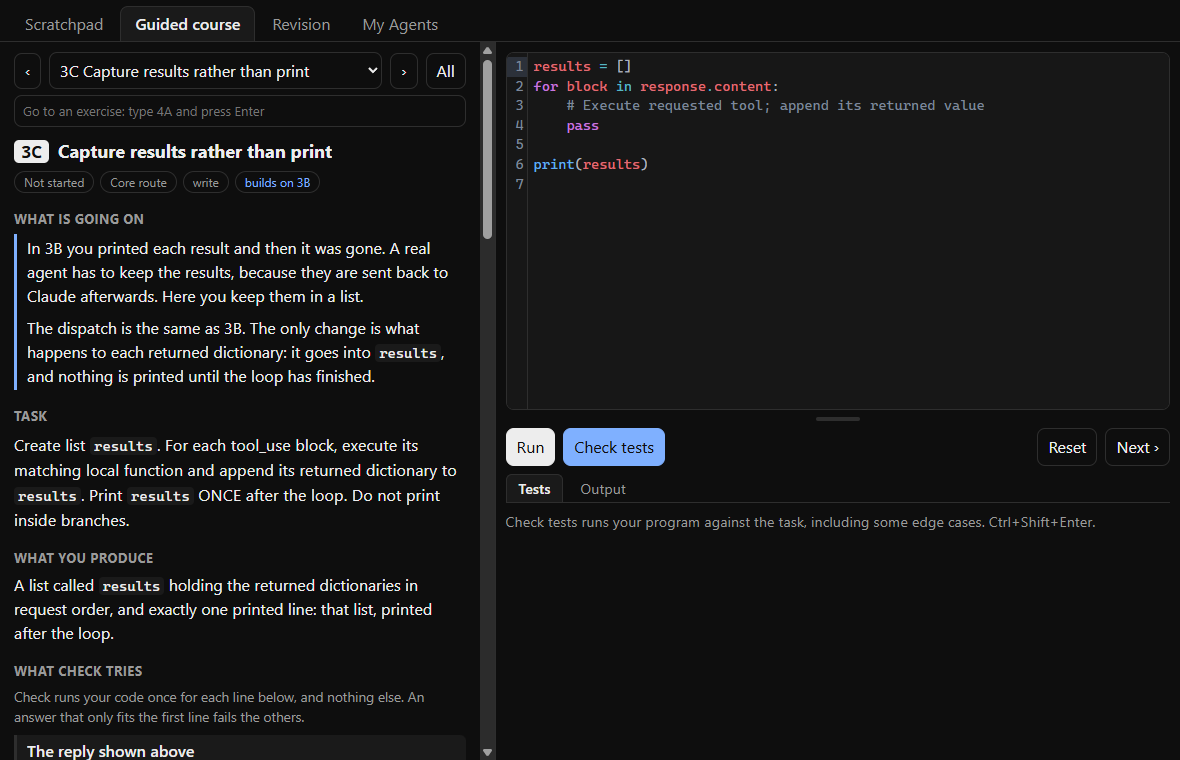 Scratchpad Guided course Revision My Agents
‹ 3C Capture results rather than print › All
Go to an exercise: type 4A and press Enter
3C Capture results rather than print
Not started Core route write builds on 3B
WHAT IS GOING ON
In 3B you printed each result and then it was gone. A real
agent has to keep the results, because they are sent back to
Claude afterwards. Here you keep them in a list.
The dispatch is the same as 3B. The only change is what
happens to each returned dictionary: it goes into results,
and nothing is printed until the loop has finished.
TASK
Create list results. For each tool_use block, execute its
matching local function and append its returned dictionary to
results. Print results ONCE after the loop. Do not print
inside branches.
WHAT YOU PRODUCE
A list called results holding the returned dictionaries in
request order, and exactly one printed line: that list, printed
after the loop.
WHAT CHECK TRIES
Check runs your code once for each line below, and nothing else. An
answer that only fits the first line fails the others.
The reply shown above
1 results = []
2 for block in response.content:
3     # Execute requested tool; append its returned value
4     pass
5
6 print(results)
7
Run Check tests Reset Next ›
Tests Output
Check tests runs your program against the task, including some edge cases. Ctrl+Shift+Enter.